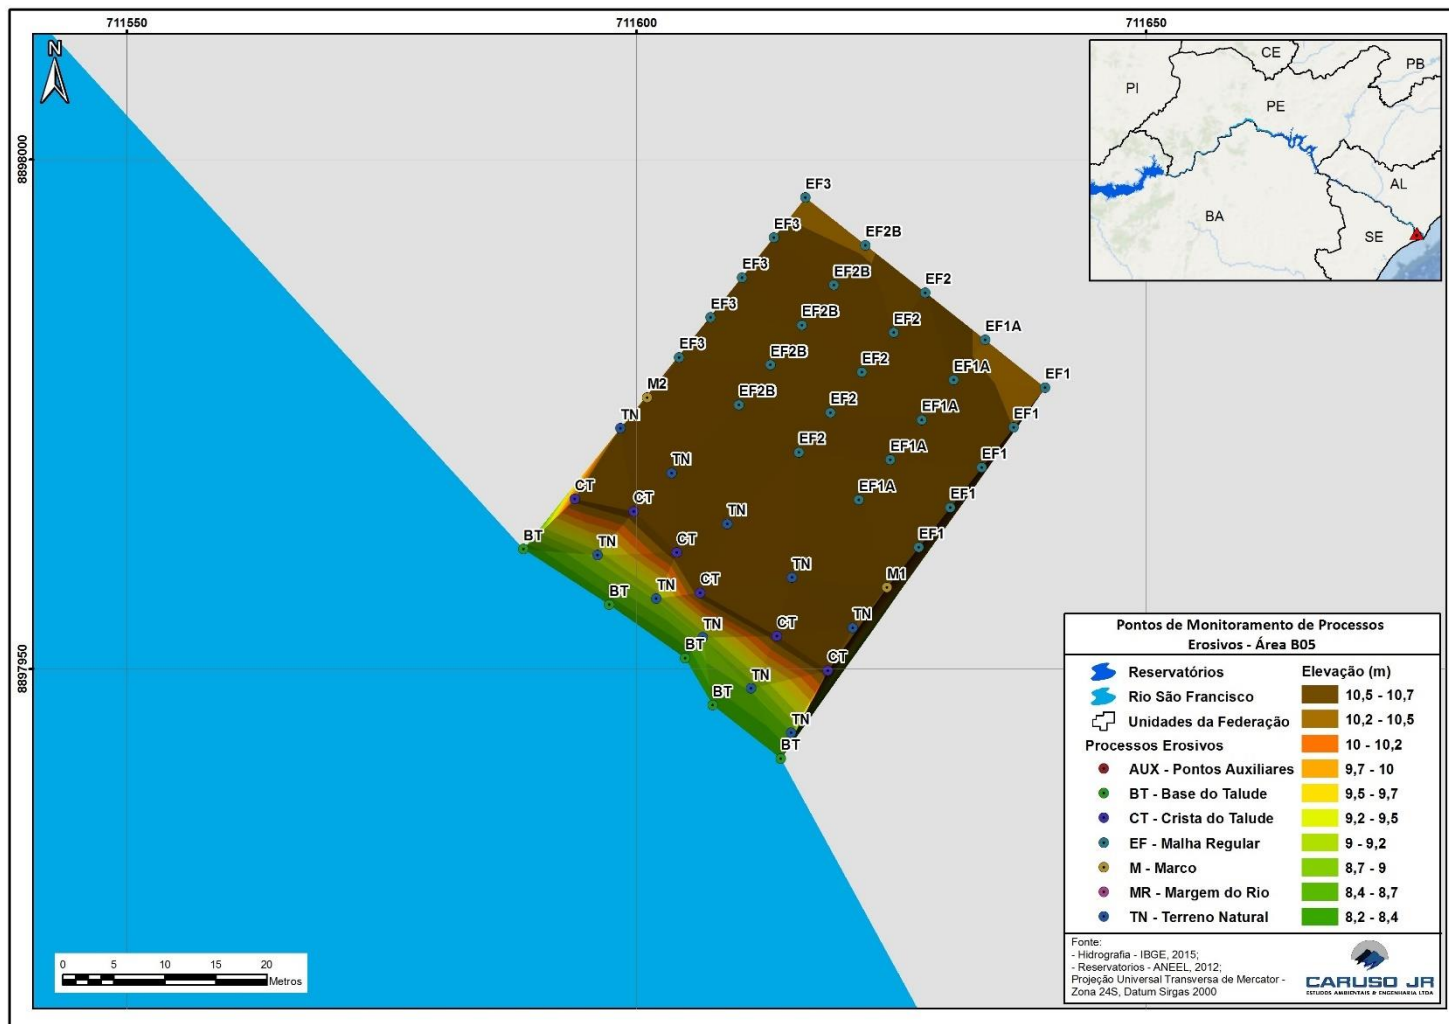 711550
711600
711650
8898000
8897950
N
EF3
EF3
EF2B
EF3
EF2B
EF2
EF3
EF2B
EF2
EF1A
EF3
EF2B
EF2
EF1A
EF1
M2
EF2B
EF2
EF1A
EF1
TN
EF2
EF1A
EF1
TN
EF1A
EF1
CT
CT
TN
EF1
BT
TN
CT
TN
M1
BT
TN
CT
TN
BT
TN
CT
CT
BT
TN
TN
BT
CE
PB
PI
PE
AL
BA
SE
Pontos de Monitoramento de Processos
Erosivos - Área B05
Reservatórios
Rio São Francisco
Unidades da Federação
Processos Erosivos
AUX - Pontos Auxiliares
BT - Base do Talude
CT - Crista do Talude
EF - Malha Regular
M - Marco
MR - Margem do Rio
TN - Terreno Natural
Elevação (m)
10,5 - 10,7
10,2 - 10,5
10 - 10,2
9,7 - 10
9,5 - 9,7
9,2 - 9,5
9 - 9,2
8,7 - 9
8,4 - 8,7
8,2 - 8,4
Fonte:
- Hidrografia - IBGE, 2015;
- Reservatorios - ANEEL, 2012;
Projeção Universal Transversa de Mercator -
Zona 24S, Datum Sirgas 2000
CARUSO JR
ESTUDOS AMBIENTAIS & ENGENHARIA LTDA
0 5 10 15 20
Metros